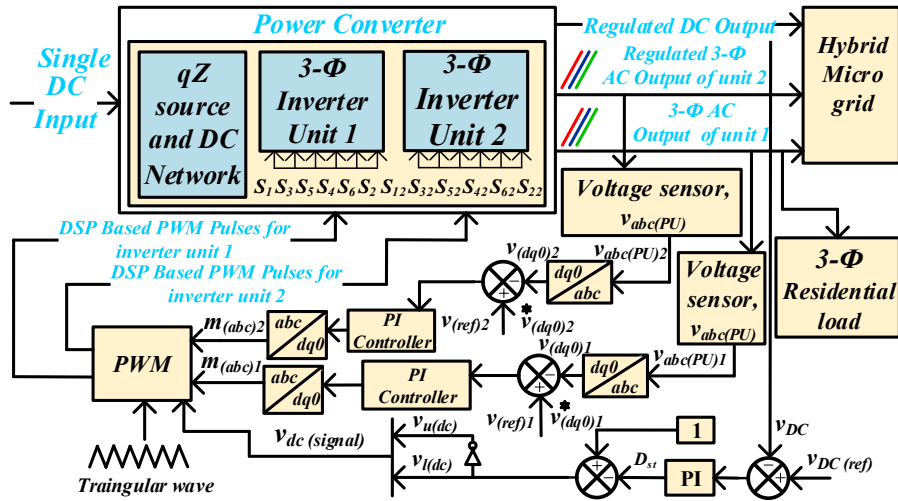 Power Converter
Single
DC
Input
qZ
source
and DC
Network
3-Φ
Inverter
Unit 1
3-Φ
Inverter
Unit 2
S1 S3 S5 S4 S6 S2 S12 S32 S52 S42 S62 S22
Regulated DC Output
Regulated 3-Φ
AC Output of unit 2
3-Φ AC
Output of unit 1
Hybrid
Micro
grid
DSP Based PWM Pulses for
inverter unit 1
DSP Based PWM Pulses for
inverter unit 2
Voltage sensor,
vabc(PU)
Voltage
sensor,
vabc(PU)
3-Φ
Residential
load
v(dq0)2
vabc(PU)2
dq0
abc
v(ref)2
v*(dq0)2
m(abc)2
abc
dq0
PI
Controller
PWM
m(abc)1
abc
dq0
PI
Controller
v(dq0)1
dq0
abc
vabc(PU)1
v(ref)1
v*(dq0)1
vdc (signal)
vu(dc)
vl(dc)
1
Dst
PI
vDC
vDC (ref)
Traingular wave